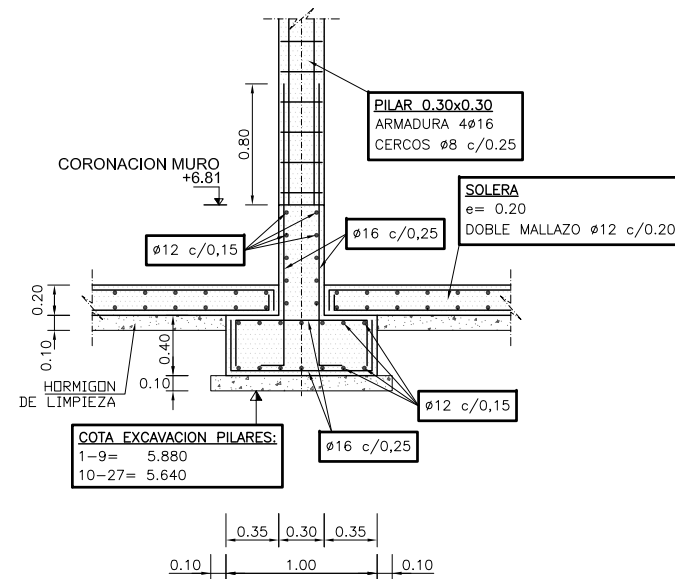 PILAR 0.30x0.30
ARMADURA 4ø16
CERCOS ø8 c/0.25
0.80
CORONACION MURO
+6.81
SOLERA
e= 0.20
DOBLE MALLAZO ø12 c/0.20
ø12 c/0,15
ø16 c/0,25
0.20
0.10
0.40
0.10
HORMIGON
DE LIMPIEZA
ø12 c/0,15
ø16 c/0,25
COTA EXCAVACION PILARES:
1-9= 5.880
10-27= 5.640
0.35 0.30 0.35
0.10 1.00 0.10